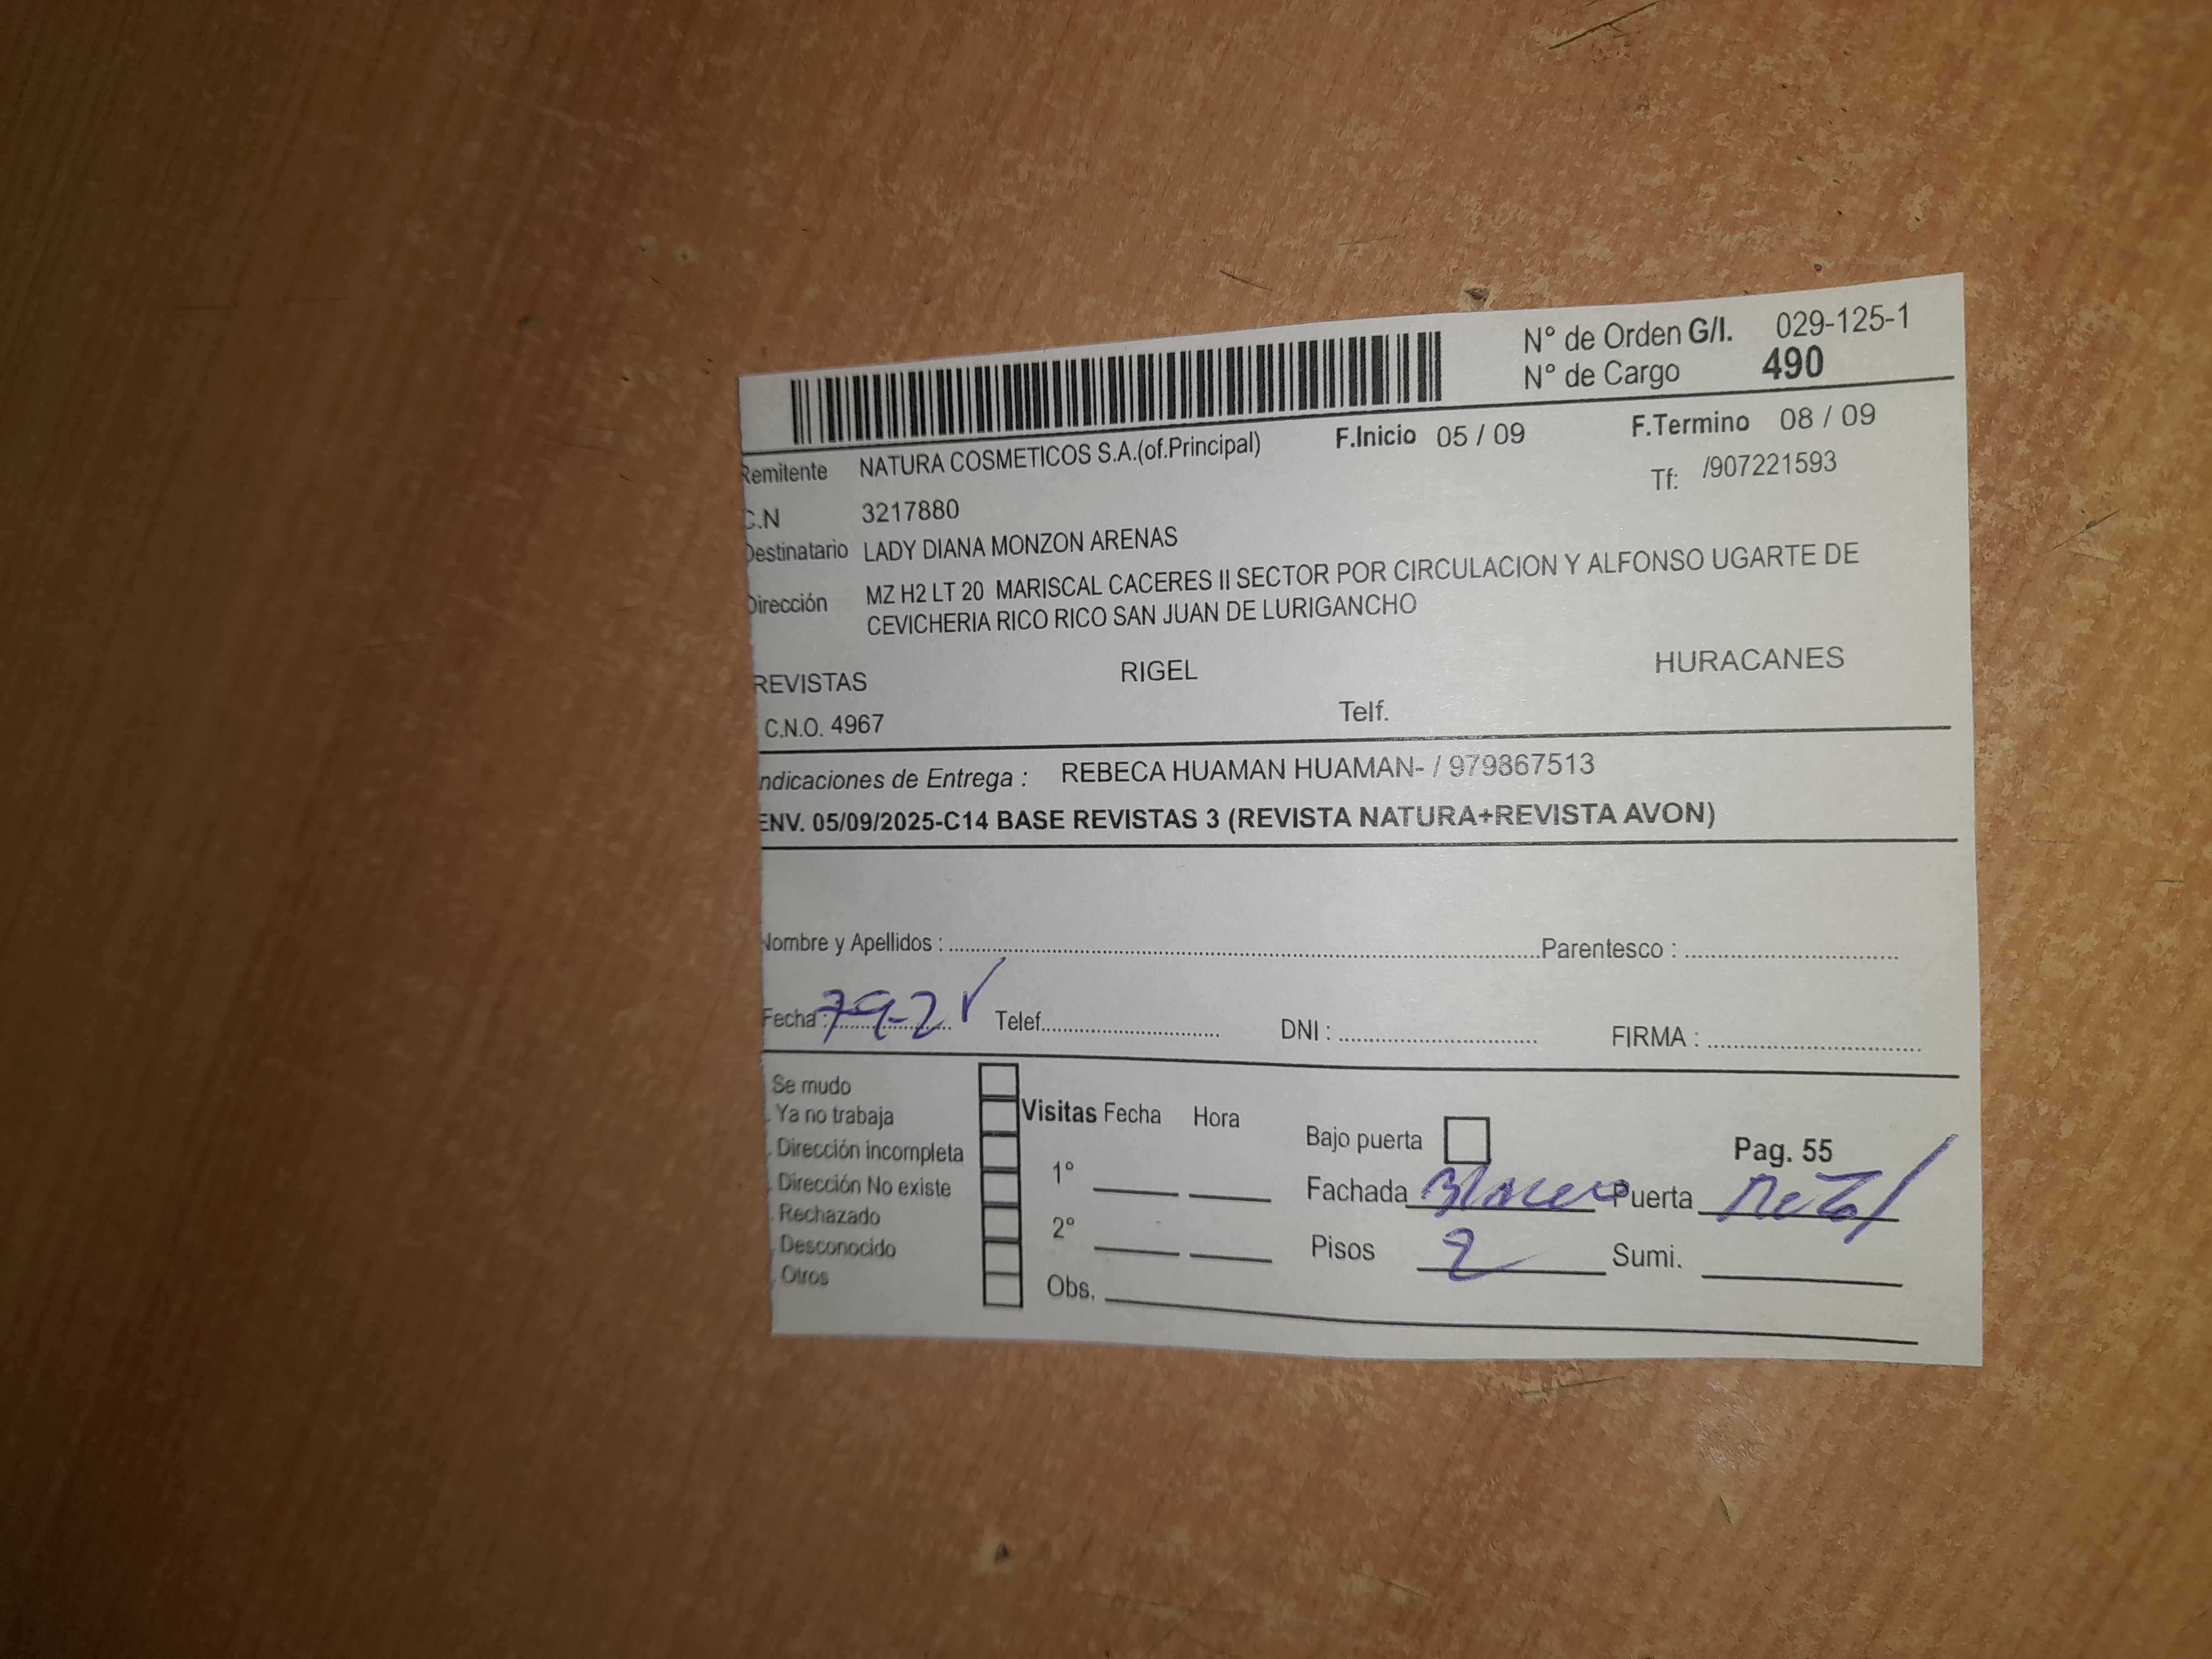 N° de Orden G/I. 029-125-1
N° de Cargo 490
Remitente NATURA COSMETICOS S.A.(of.Principal) F.Inicio 05 / 09 F.Termino 08 / 09
Tf: /907221593
C.N 3217880
Destinatario LADY DIANA MONZON ARENAS
Dirección MZ H2 LT 20 MARISCAL CACERES II SECTOR POR CIRCULACION Y ALFONSO UGARTE DE
CEVICHERIA RICO RICO SAN JUAN DE LURIGANCHO
REVISTAS RIGEL HURACANES
C.N.O. 4967 Telf.
ndicaciones de Entrega : REBECA HUAMAN HUAMAN- / 979867513
ENV. 05/09/2025-C14 BASE REVISTAS 3 (REVISTA NATURA+REVISTA AVON)
Nombre y Apellidos : Parentesco :
Fecha : 79-2 Telef. DNI : FIRMA :
Se mudo
Ya no trabaja
Dirección incompleta
Dirección No existe
Rechazado
Desconocido
Otros
Visitas Fecha Hora
1°
2°
Obs.
Bajo puerta Pag. 55
Fachada Blanco Puerta Metal
Pisos 2 Sumi.